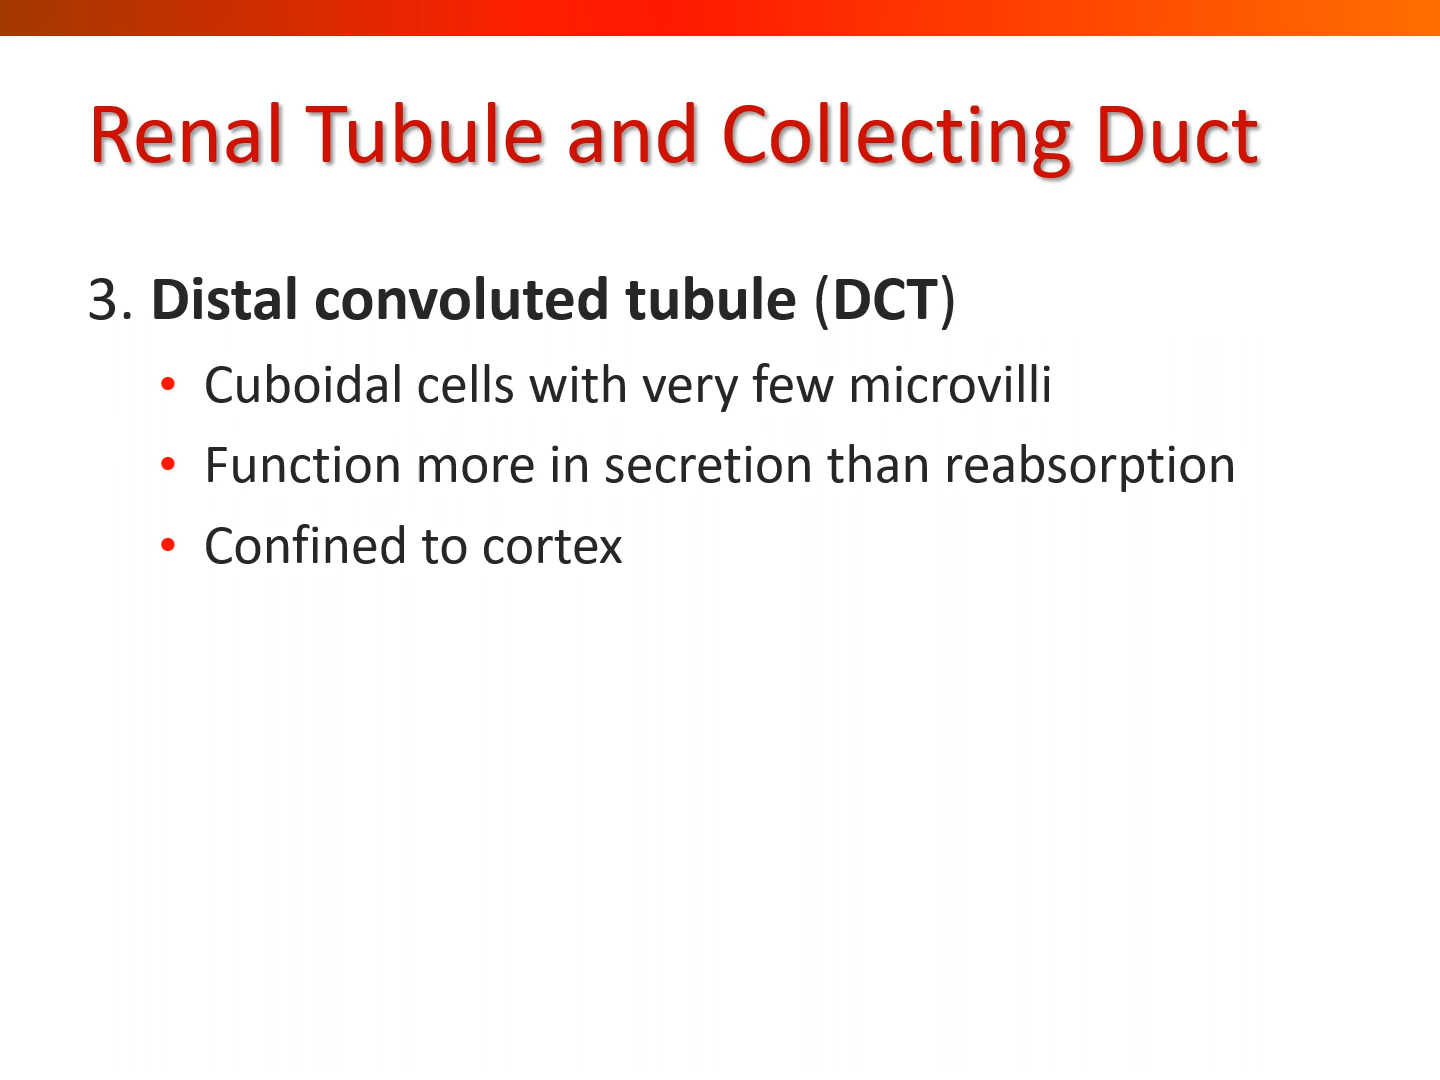 Renal Tubule and Collecting Duct
3. Distal convoluted tubule (DCT)
• Cuboidal cells with very few microvilli
• Function more in secretion than reabsorption
• Confined to cortex